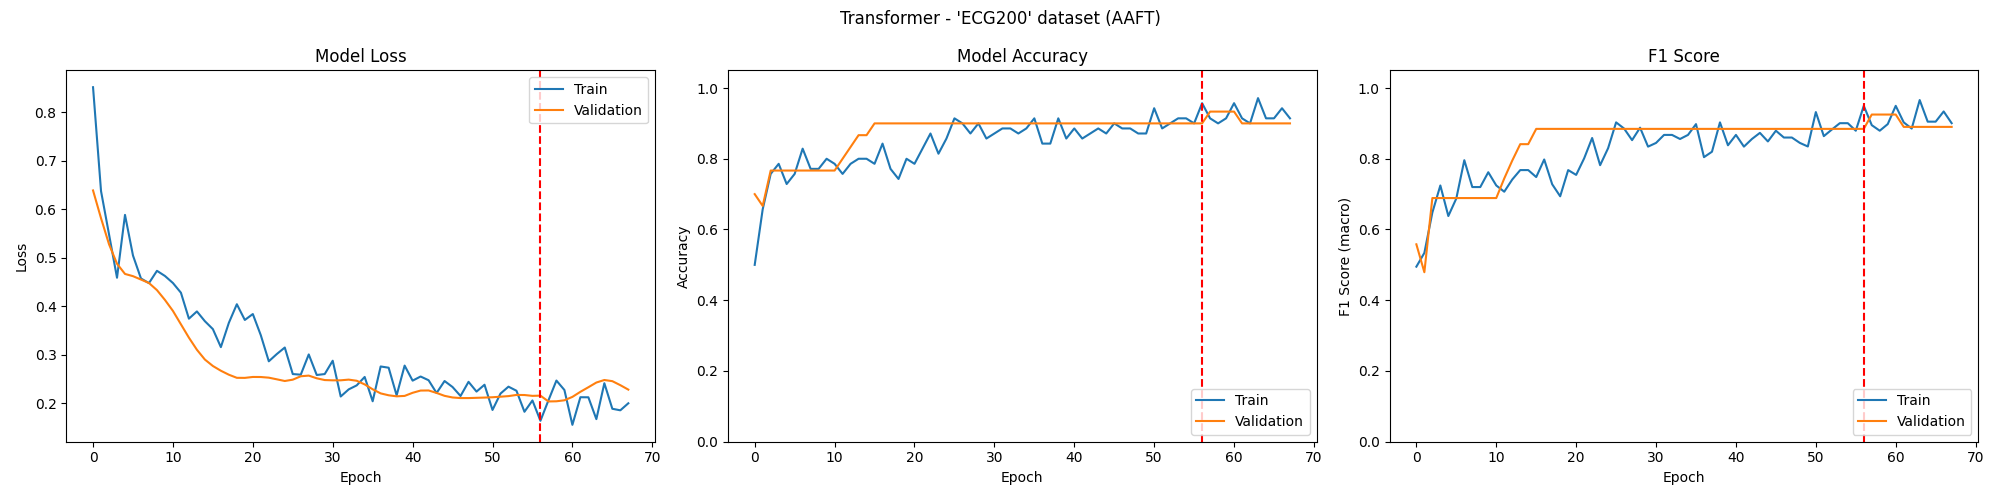 Transformer - 'ECG200' dataset (AAFT)
Model Loss
Loss
0.8
0.7
0.6
0.5
0.4
0.3
0.2
0 10 20 30 40 50 60 70
Epoch
Train
Validation
Model Accuracy
Accuracy
1.0
0.8
0.6
0.4
0.2
0.0
0 10 20 30 40 50 60 70
Epoch
Train
Validation
F1 Score
F1 Score (macro)
1.0
0.8
0.6
0.4
0.2
0.0
0 10 20 30 40 50 60 70
Epoch
Train
Validation